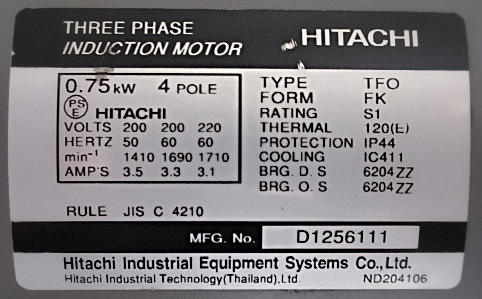 THREE PHASE
INDUCTION MOTOR
HITACHI
0.75 kW 4 POLE
PS
E
HITACHI
VOLTS 200 200 220
HERTZ 50 60 60
min⁻¹ 1410 1690 1710
AMP'S 3.5 3.3 3.1
TYPE TFO
FORM FK
RATING S1
THERMAL 120(E)
PROTECTION IP44
COOLING IC411
BRG. D. S 6204ZZ
BRG. O. S 6204ZZ
RULE JIS C 4210
MFG. No. D1256111
Hitachi Industrial Equipment Systems Co.,Ltd.
Hitachi Industrial Technology(Thailand),Ltd. ND204106